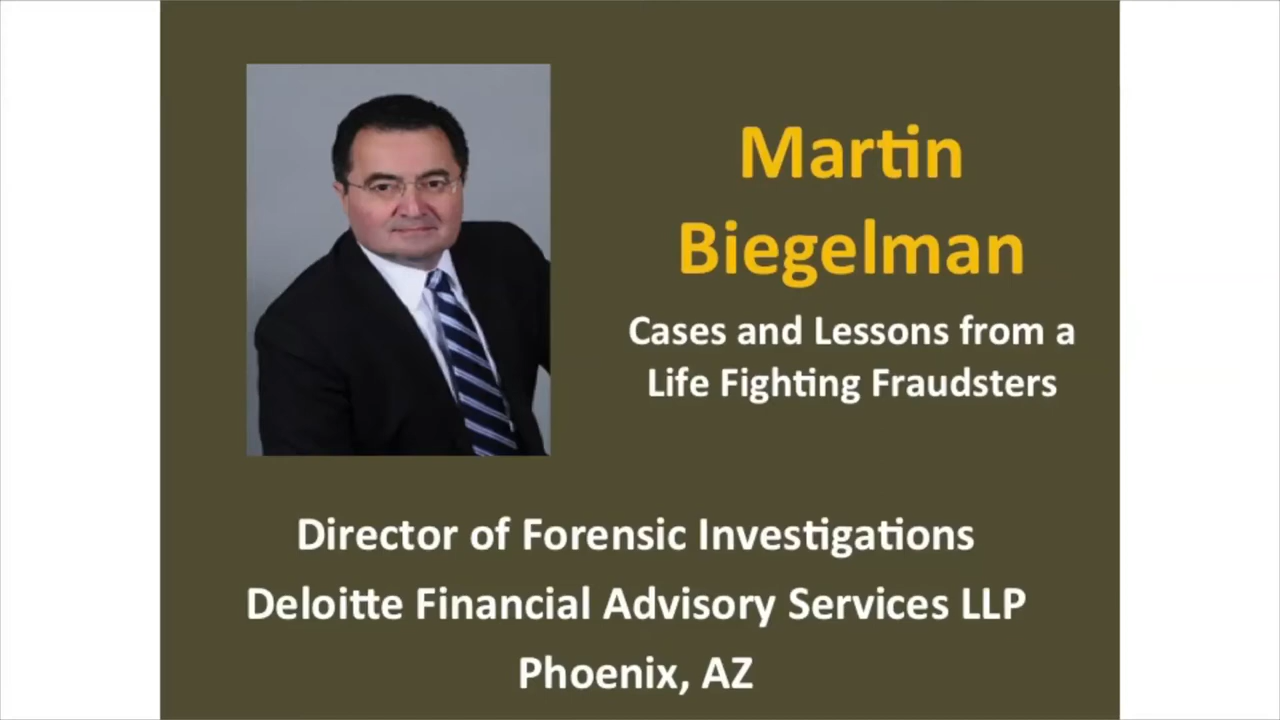 Martin
Biegelman
Cases and Lessons from a
Life Fighting Fraudsters
Director of Forensic Investigations
Deloitte Financial Advisory Services LLP
Phoenix, AZ